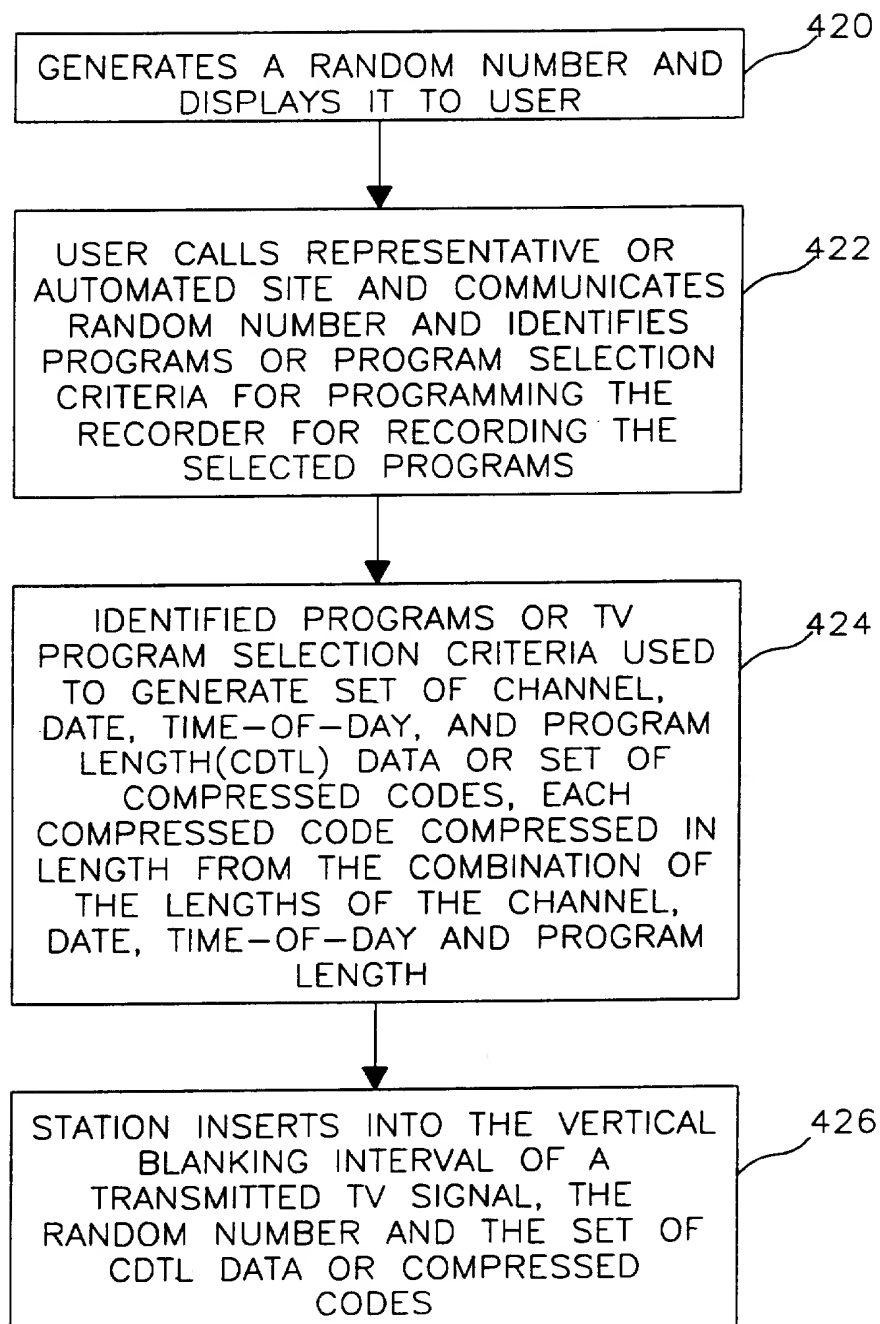 420
GENERATES A RANDOM NUMBER AND
DISPLAYS IT TO USER
422
USER CALLS REPRESENTATIVE OR
AUTOMATED SITE AND COMMUNICATES
RANDOM NUMBER AND IDENTIFIES
PROGRAMS OR PROGRAM SELECTION
CRITERIA FOR PROGRAMMING THE
RECORDER FOR RECORDING THE
SELECTED PROGRAMS
424
IDENTIFIED PROGRAMS OR TV
PROGRAM SELECTION CRITERIA USED
TO GENERATE SET OF CHANNEL,
DATE, TIME-OF-DAY, AND PROGRAM
LENGTH(CDTL) DATA OR SET OF
COMPRESSED CODES, EACH
COMPRESSED CODE COMPRESSED IN
LENGTH FROM THE COMBINATION OF
THE LENGTHS OF THE CHANNEL,
DATE, TIME-OF-DAY AND PROGRAM
LENGTH
426
STATION INSERTS INTO THE VERTICAL
BLANKING INTERVAL OF A
TRANSMITTED TV SIGNAL, THE
RANDOM NUMBER AND THE SET OF
CDTL DATA OR COMPRESSED
CODES